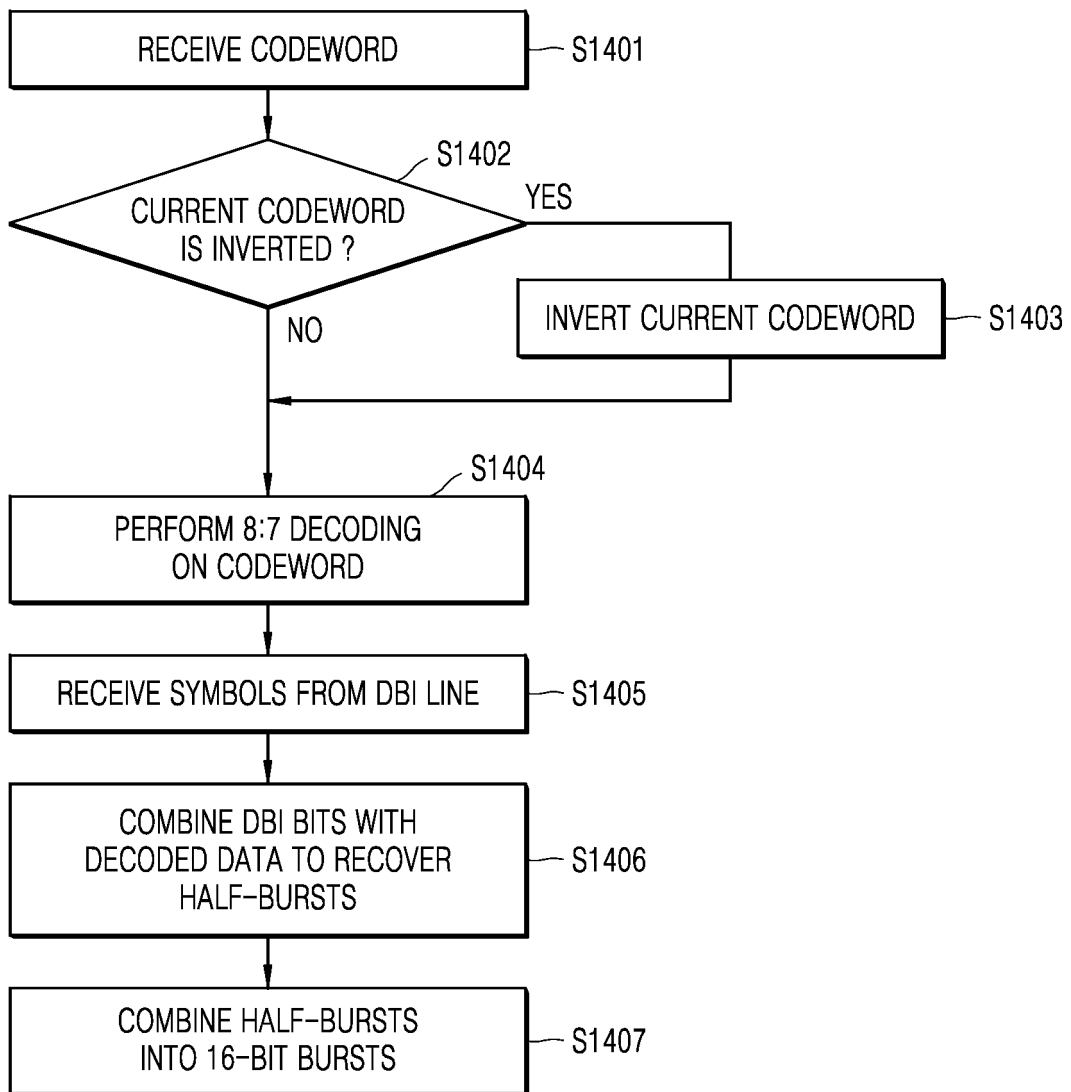 RECEIVE CODEWORD
S1401
S1402
CURRENT CODEWORD
IS INVERTED ?
YES
INVERT CURRENT CODEWORD
S1403
NO
S1404
PERFORM 8:7 DECODING
ON CODEWORD
RECEIVE SYMBOLS FROM DBI LINE
S1405
COMBINE DBI BITS WITH
DECODED DATA TO RECOVER
HALF-BURSTS
S1406
COMBINE HALF-BURSTS
INTO 16-BIT BURSTS
S1407